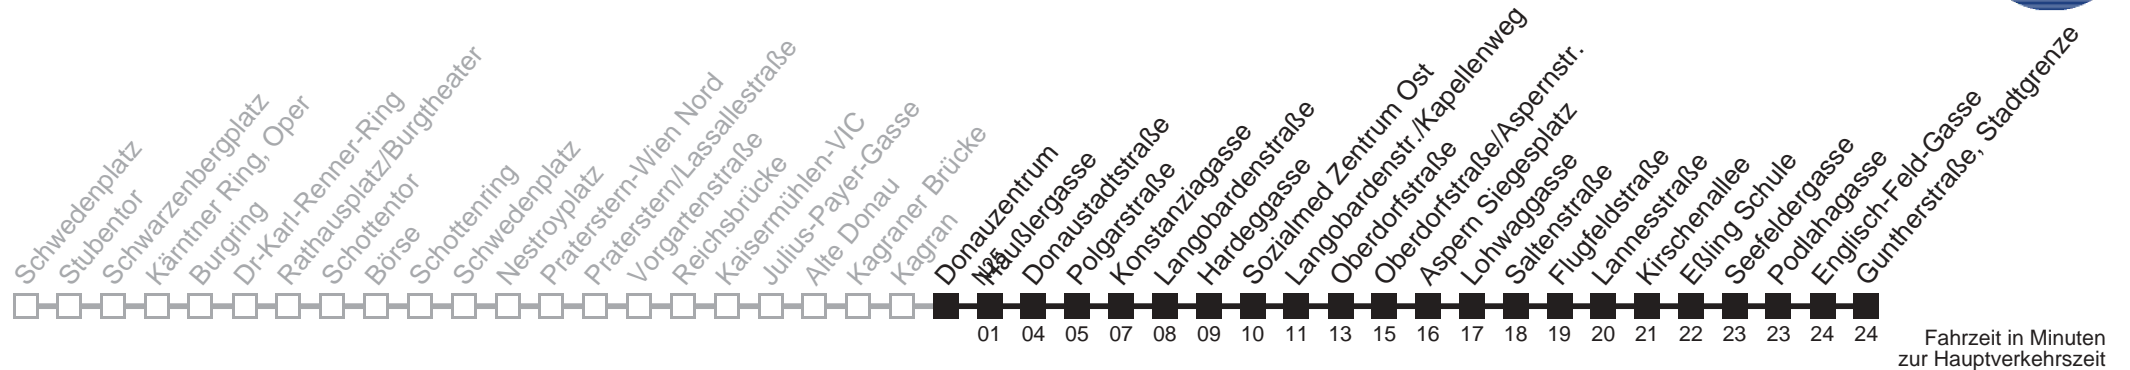 Schwedenplatz
Stubentor
Schwarzenbergplatz
Kärntner Ring, Oper
Burgring
Dr-Karl-Renner-Ring
Rathausplatz/Burgtheater
Schottentor
Börse
Schottenring
Schwedenplatz
Nestroyplatz
Praterstern-Wien Nord
Praterstern/Lassallestraße
Vorgartenstraße
Reichsbrücke
Kaisermühlen-VIC
Julius-Payer-Gasse
Alte Donau
Kagraner Brücke
Kagran
Donauzentrum
N25
Häußlergasse
Donaustadtstraße
Polgarstraße
Konstanziagasse
Langobardenstraße
Hardeggasse
Sozialmed Zentrum Ost
Langobardenstr./Kapellenweg
Oberdorfstraße
Oberdorfstraße/Aspernstr.
Aspern Siegesplatz
Lohwaggasse
Saltenstraße
Flugfeldstraße
Lannesstraße
Kirschenallee
Eßling Schule
Seefeldergasse
Podlahagasse
Englisch-Feld-Gasse
Guntherstraße, Stadtgrenze
01 04 05 07 08 09 10 11 13 15 16 17 18 19 20 21 22 23 23 24 24
Fahrzeit in Minuten
zur Hauptverkehrszeit